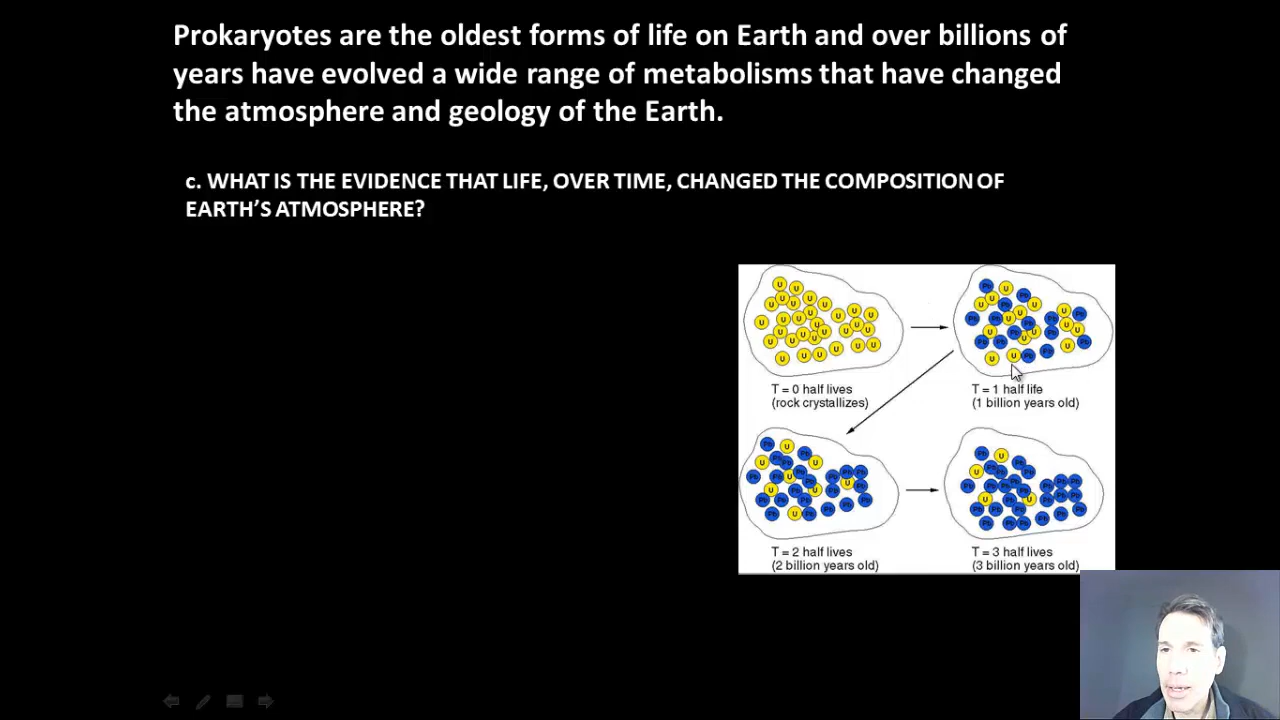 Prokaryotes are the oldest forms of life on Earth and over billions of
years have evolved a wide range of metabolisms that have changed
the atmosphere and geology of the Earth.
c. WHAT IS THE EVIDENCE THAT LIFE, OVER TIME, CHANGED THE COMPOSITION OF
EARTH'S ATMOSPHERE?
T = 0 half lives
(rock crystallizes)
T = 1 half life
(1 billion years old)
T = 2 half lives
(2 billion years old)
T = 3 half lives
(3 billion years old)